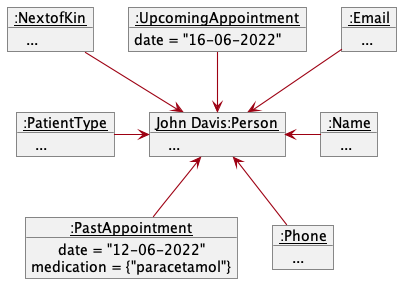 :NextofKin
...
:UpcomingAppointment
date = "16-06-2022"
:Email
...
:PatientType
...
John Davis:Person
...
:Name
...
:PastAppointment
date = "12-06-2022"
medication = {"paracetamol"}
:Phone
...